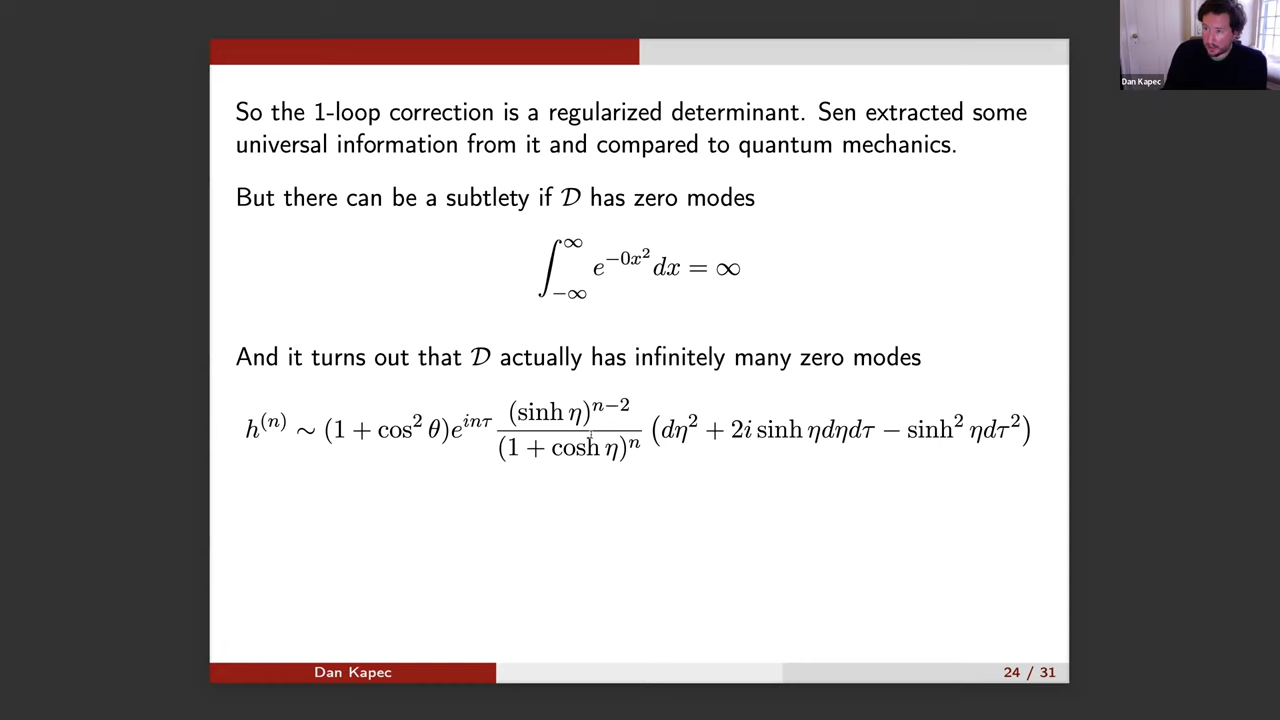 Dan Kapec
So the 1-loop correction is a regularized determinant. Sen extracted some
universal information from it and compared to quantum mechanics.
But there can be a subtlety if 𝒟 has zero modes
∫_{−∞}^{∞} e^{−0x²} dx = ∞
And it turns out that 𝒟 actually has infinitely many zero modes
h^{(n)} ∼ (1 + cos² θ)e^{inτ} (sinh η)^{n−2} / (1 + cosh η)^n (dη² + 2i sinh ηdηdτ − sinh² ηdτ²)
Dan Kapec 24 / 31